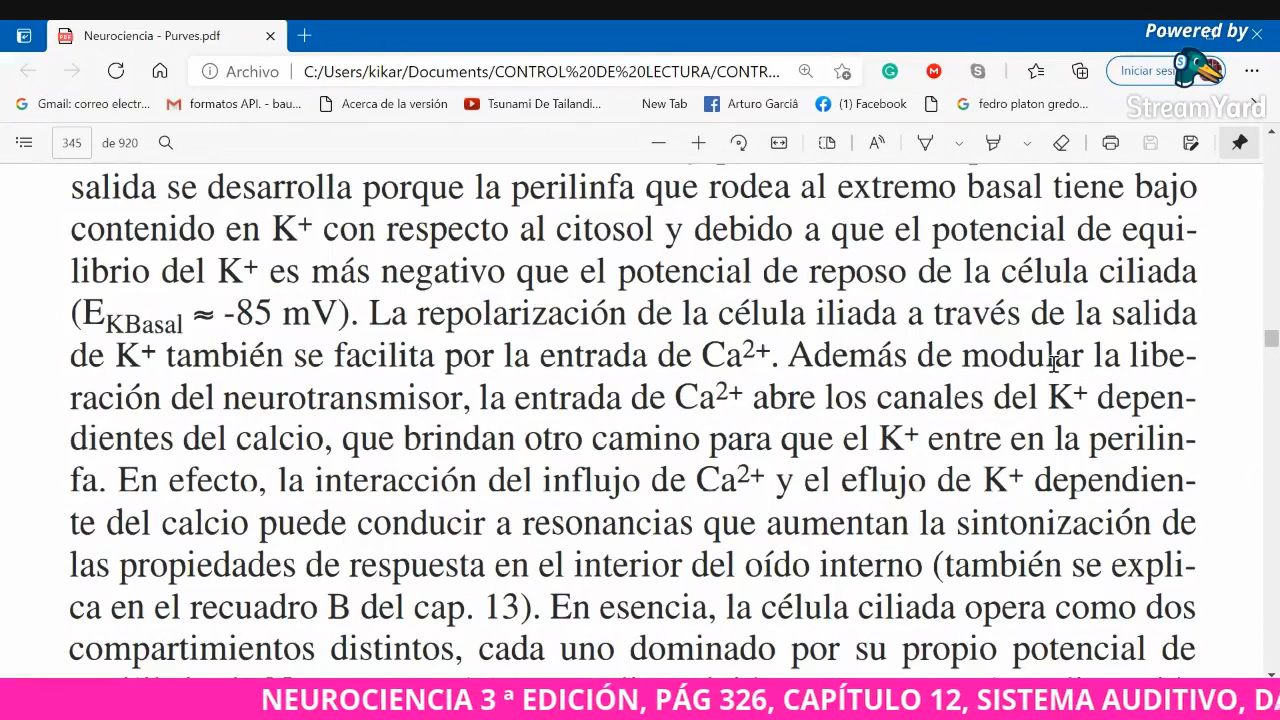 Neurociencia - Purves.pdf
Powered by
Archivo
C:/Users/kikar/Documents/CONTROL%20DE%20LECTURA/CONTR...
Iniciar
StreamYard
Gmail: correo electr...
formatos API. - bau...
Acerca de la versión
Tsunami De Tailandi...
New Tab
Arturo Garcia
(1) Facebook
fedro platon gredo...
345 de 920
salida se desarrolla porque la perilinfa que rodea al extremo basal tiene bajo
contenido en K+ con respecto al citosol y debido a que el potencial de equi-
librio del K+ es más negativo que el potencial de reposo de la célula ciliada
(EKBasal ≈ -85 mV). La repolarización de la célula iliada a través de la salida
de K+ también se facilita por la entrada de Ca2+. Además de modular la libe-
ración del neurotransmisor, la entrada de Ca2+ abre los canales del K+ depen-
dientes del calcio, que brindan otro camino para que el K+ entre en la perilin-
fa. En efecto, la interacción del influjo de Ca2+ y el eflujo de K+ dependien-
te del calcio puede conducir a resonancias que aumentan la sintonización de
las propiedades de respuesta en el interior del oído interno (también se expli-
ca en el recuadro B del cap. 13). En esencia, la célula ciliada opera como dos
compartimientos distintos, cada uno dominado por su propio potencial de
NEUROCIENCIA 3 ª EDICIÓN, PÁG 326, CAPÍTULO 12, SISTEMA AUDITIVO,